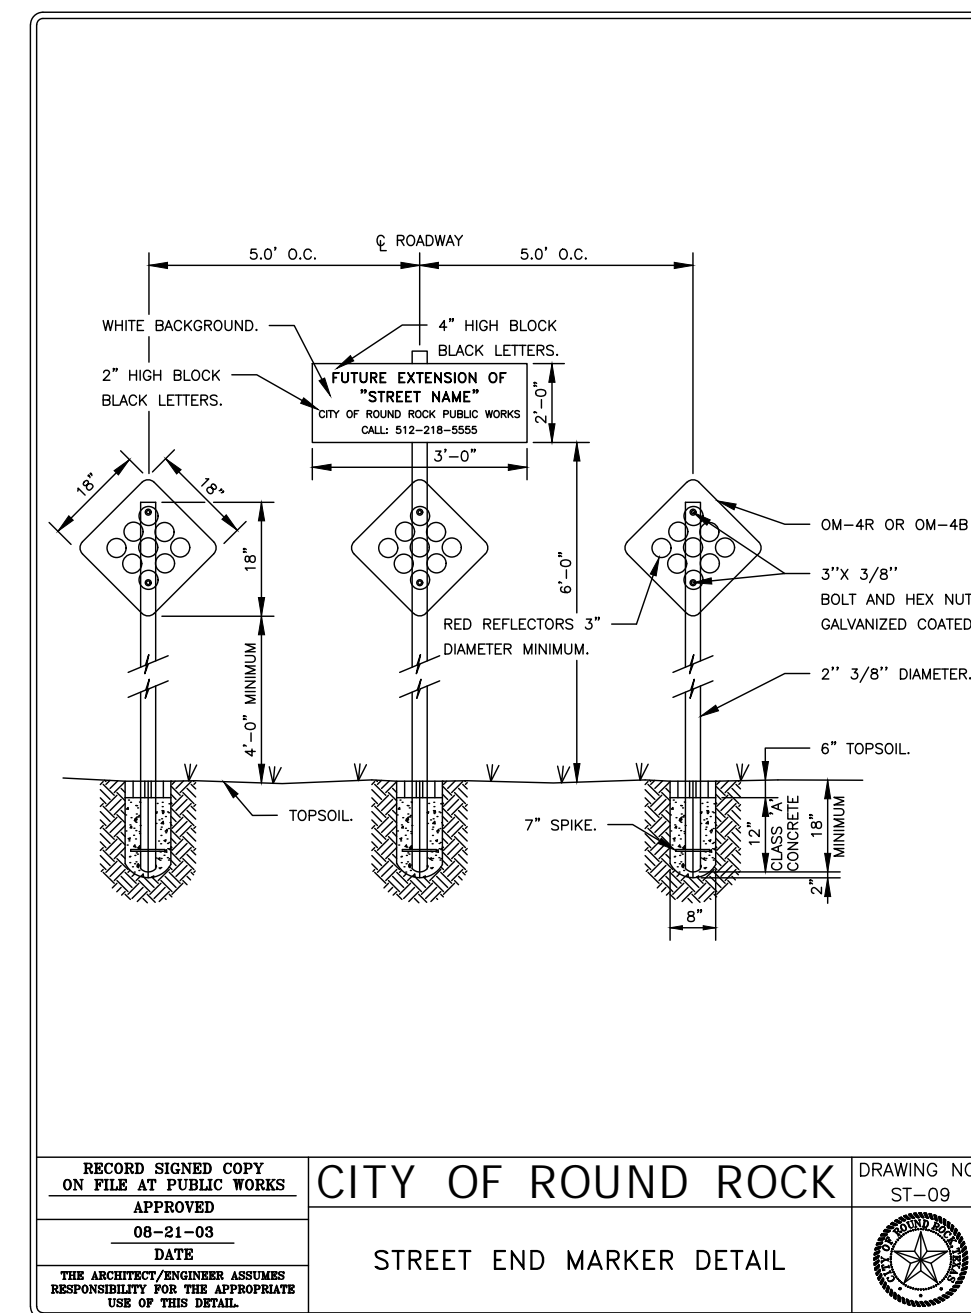 ℄ ROADWAY
5.0' O.C.
5.0' O.C.
WHITE BACKGROUND.
4" HIGH BLOCK
BLACK LETTERS.
2" HIGH BLOCK
BLACK LETTERS.
FUTURE EXTENSION OF
"STREET NAME"
CITY OF ROUND ROCK PUBLIC WORKS
CALL: 512-218-5555
2'-0"
3'-0"
18"
18"
18"
6'-0"
OM-4R OR OM-4B
3''X 3/8''
BOLT AND HEX NUT
GALVANIZED COATED
RED REFLECTORS 3"
DIAMETER MINIMUM.
4'-0" MINIMUM
2'' 3/8'' DIAMETER.
6" TOPSOIL.
TOPSOIL.
7" SPIKE.
12"
CLASS 'A'
CONCRETE
18"
MINIMUM
2"
8"
RECORD SIGNED COPY
ON FILE AT PUBLIC WORKS
APPROVED
08-21-03
DATE
THE ARCHITECT/ENGINEER ASSUMES
RESPONSIBILITY FOR THE APPROPRIATE
USE OF THIS DETAIL.
CITY OF ROUND ROCK
STREET END MARKER DETAIL
DRAWING NO
ST-09
CITY OF ROUND ROCK, TEXAS